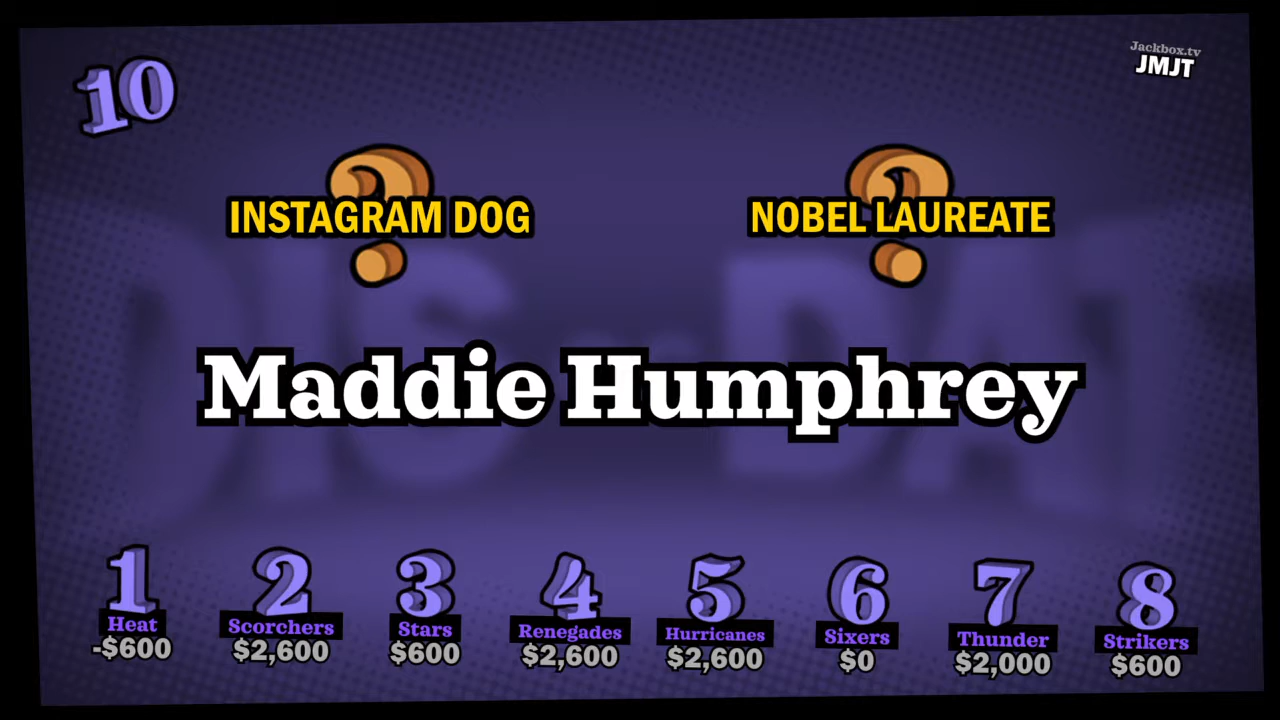 10
Jackbox.tv
JMJT
?
?
INSTAGRAM DOG
NOBEL LAUREATE
DIS DAT
Maddie Humphrey
1 2 3 4 5 6 7 8
Heat Scorchers Stars Renegades Hurricanes Sixers Thunder Strikers
-$600 $2,600 $600 $2,600 $2,600 $0 $2,000 $600